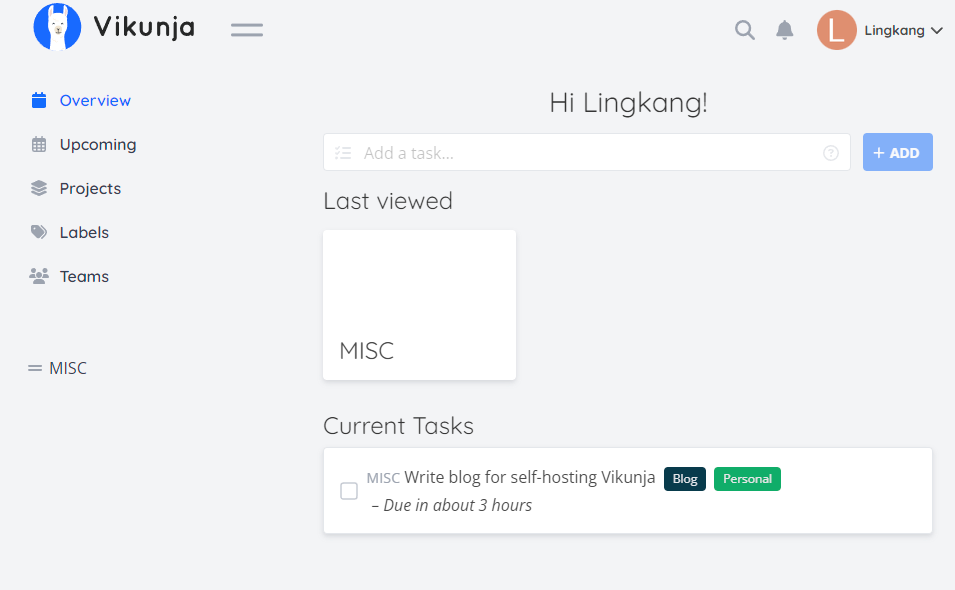 Vikunja
L Lingkang
Overview
Upcoming
Projects
Labels
Teams
MISC
Hi Lingkang!
Add a task...
+ ADD
Last viewed
MISC
Current Tasks
MISC Write blog for self-hosting Vikunja Blog Personal
– Due in about 3 hours